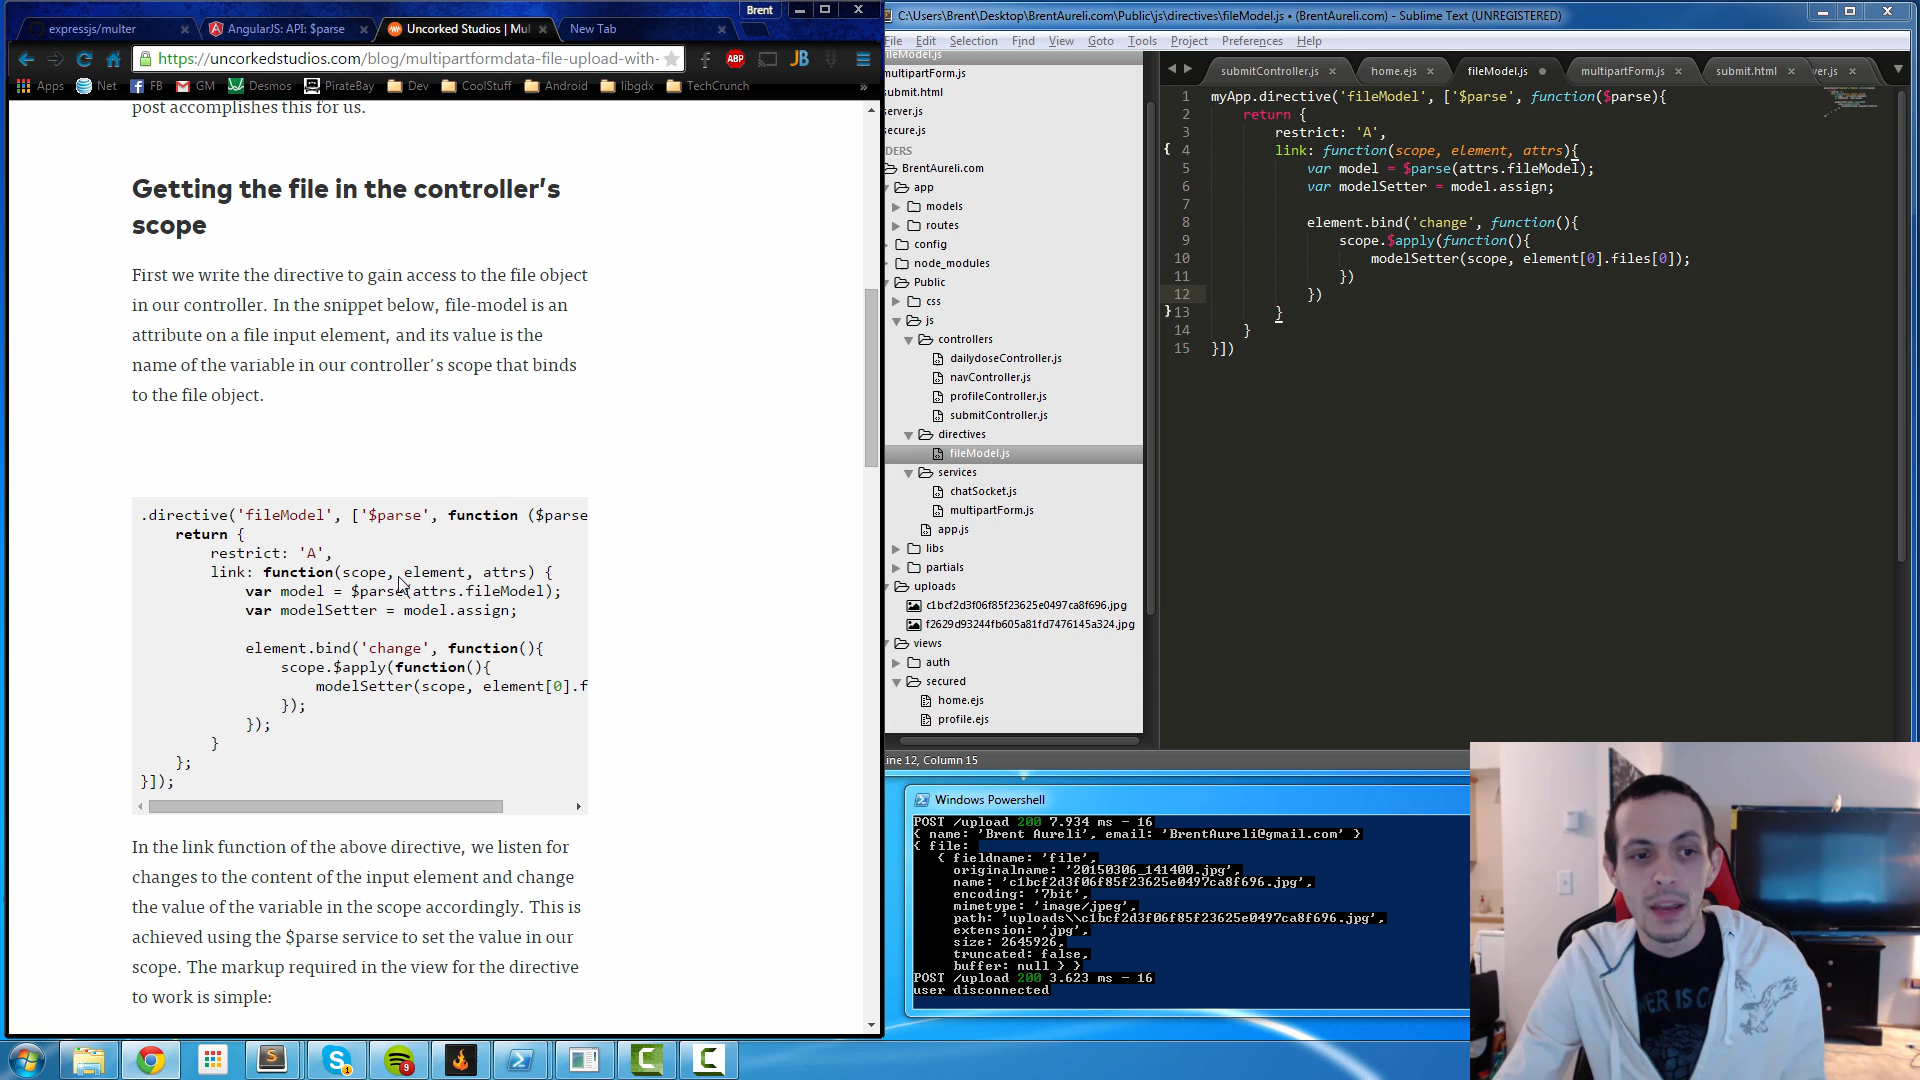 expressjs/multer
AngularJS: API: $parse
Uncorked Studios | Mul
New Tab
Brent
https://uncorkedstudios.com/blog/multipartformdata-file-upload-with-
ABP
JB
Apps
Net
FB
GM
Desmos
PirateBay
Dev
CoolStuff
Android
libgdx
TechCrunch
»
post accomplishes this for us.
Getting the file in the controller's
scope
First we write the directive to gain access to the file object
in our controller. In the snippet below, file-model is an
attribute on a file input element, and its value is the
name of the variable in our controller's scope that binds
to the file object.
.directive('fileModel', ['$parse', function ($parse
return {
restrict: 'A',
link: function(scope, element, attrs) {
var model = $parse(attrs.fileModel);
var modelSetter = model.assign;
element.bind('change', function(){
scope.$apply(function(){
modelSetter(scope, element[0].f
});
});
}
};
}]);
In the link function of the above directive, we listen for
changes to the content of the input element and change
the value of the variable in the scope accordingly. This is
achieved using the $parse service to set the value in our
scope. The markup required in the view for the directive
to work is simple:
C:\Users\Brent\Desktop\BrentAureli.com\Public\js\directives\fileModel.js • (BrentAureli.com) - Sublime Text (UNREGISTERED)
File Edit Selection Find View Goto Tools Project Preferences Help
fileModel.js
multipartForm.js
submit.html
server.js
secure.js
DERS
BrentAureli.com
app
models
routes
config
node_modules
Public
css
js
controllers
dailydoseController.js
navController.js
profileController.js
submitController.js
directives
fileModel.js
services
chatSocket.js
multipartForm.js
app.js
libs
partials
uploads
c1bcf2d3f06f85f23625e0497ca8f696.jpg
f2629d93244fb605a81fd7476145a324.jpg
views
auth
secured
home.ejs
profile.ejs
submitController.js
home.ejs
fileModel.js
multipartForm.js
submit.html
ver.js
1 myApp.directive('fileModel', ['$parse', function($parse){
2 return {
3 restrict: 'A',
4 link: function(scope, element, attrs){
5 var model = $parse(attrs.fileModel);
6 var modelSetter = model.assign;
7
8 element.bind('change', function(){
9 scope.$apply(function(){
10 modelSetter(scope, element[0].files[0]);
11 })
12 })
13 }
14 }
15 }])
ine 12, Column 15
Windows Powershell
POST /upload 200 7.934 ms - 16
{ name: 'Brent Aureli', email: 'BrentAureli@gmail.com' }
{ file:
{ fieldname: 'file',
originalname: '20150306_141400.jpg',
name: 'c1bcf2d3f06f85f23625e0497ca8f696.jpg',
encoding: '7bit',
mimetype: 'image/jpeg',
path: 'uploads\\c1bcf2d3f06f85f23625e0497ca8f696.jpg',
extension: 'jpg',
size: 2645926,
truncated: false,
buffer: null } }
POST /upload 200 3.623 ms - 16
user disconnected